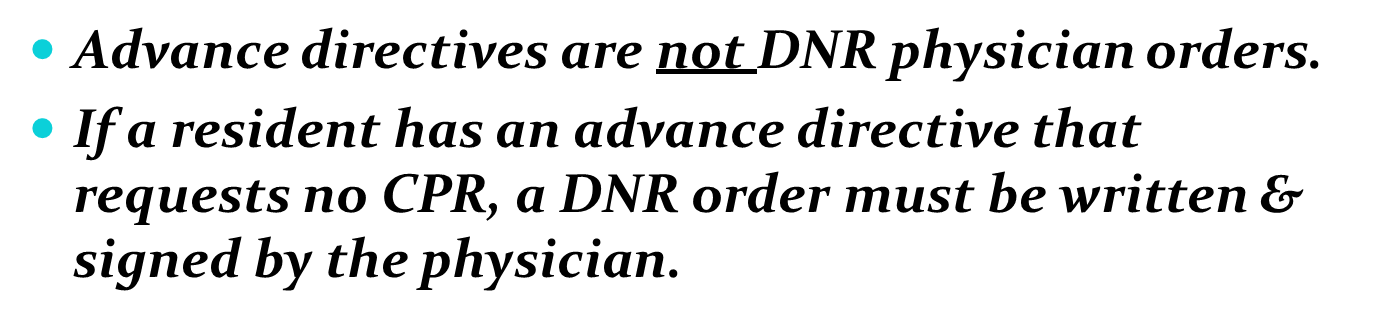 • Advance directives are not DNR physician orders.
• If a resident has an advance directive that
requests no CPR, a DNR order must be written &
signed by the physician.